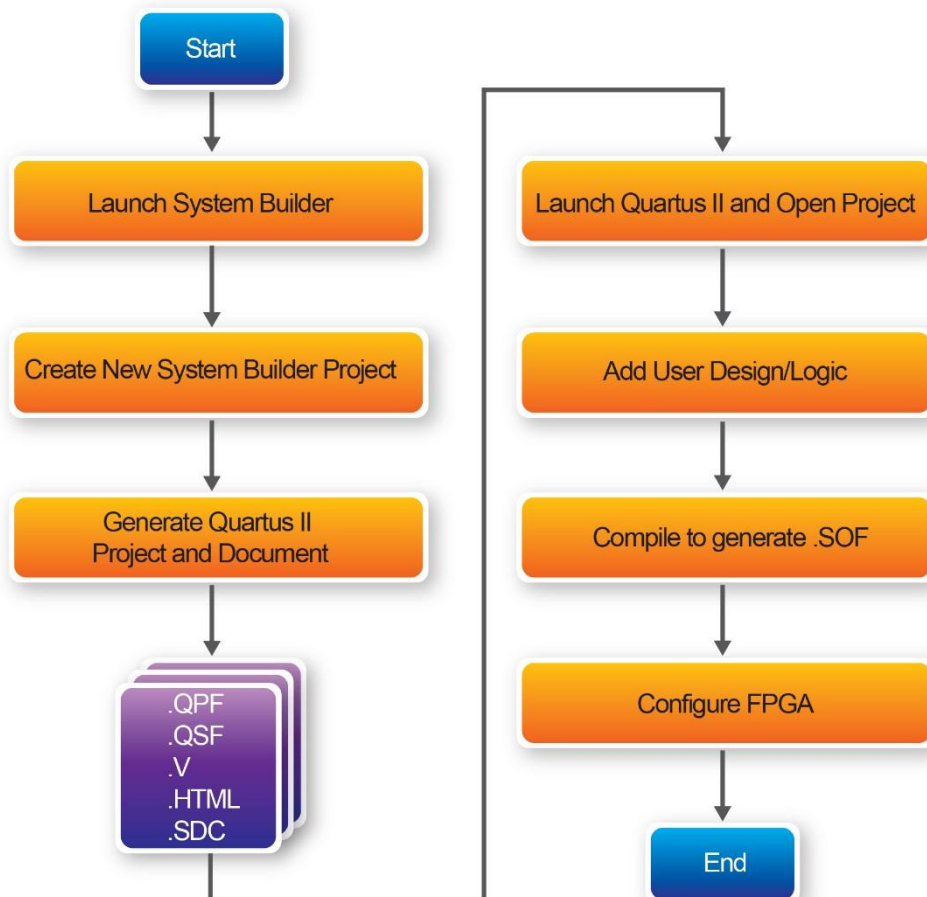 Start
Launch System Builder
Create New System Builder Project
Generate Quartus II
Project and Document
.QPF
.QSF
.V
.HTML
.SDC
Launch Quartus II and Open Project
Add User Design/Logic
Compile to generate .SOF
Configure FPGA
End